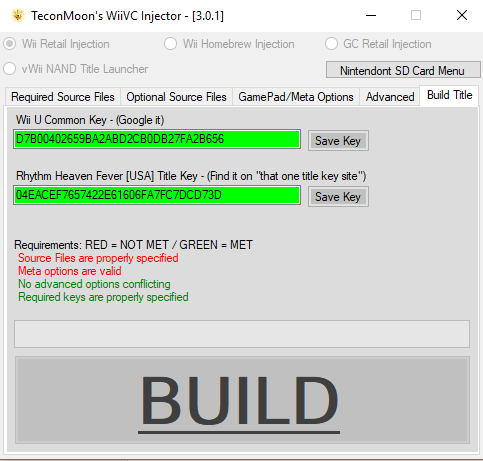 TeconMoon's WiiVC Injector - [3.0.1]
Wii Retail Injection Wii Homebrew Injection GC Retail Injection
vWii NAND Title Launcher Nintendont SD Card Menu
Required Source Files Optional Source Files GamePad/Meta Options Advanced Build Title
Wii U Common Key - (Google it)
D7B00402659BA2ABD2CB0DB27FA2B656 Save Key
Rhythm Heaven Fever [USA] Title Key - (Find it on "that one title key site")
04EACEF7657422E61606FA7FC7DCD73D Save Key
Requirements: RED = NOT MET / GREEN = MET
Source Files are properly specified
Meta options are valid
No advanced options conflicting
Required keys are properly specified
BUILD